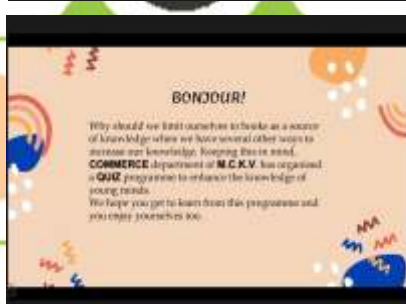 BONJOUR!
Why should we limit ourselves to books as a source
of knowledge when we have several other ways to
increase our knowledge. Keeping this in mind,
COMMERCE department of M.C.K.V. has organised
a QUIZ programme to enhance the knowledge of
young minds.
We hope you get to learn from this programme and
you enjoy yourselves too.